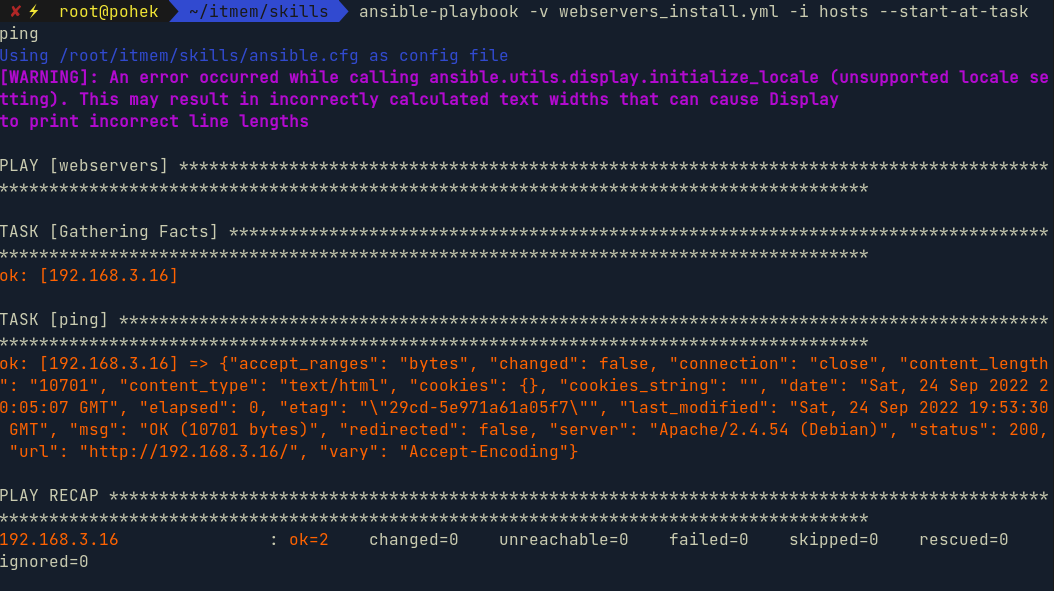 ✘⚡ root@pohek ~/itmem/skills ansible-playbook -v webservers_install.yml -i hosts --start-at-task
ping
Using /root/itmem/skills/ansible.cfg as config file
[WARNING]: An error occurred while calling ansible.utils.display.initialize_locale (unsupported locale se
tting). This may result in incorrectly calculated text widths that can cause Display
to print incorrect line lengths
PLAY [webservers] ***************************************************************************************
***************************************************************************************
TASK [Gathering Facts] **********************************************************************************
***************************************************************************************
ok: [192.168.3.16]
TASK [ping] *********************************************************************************************
***************************************************************************************
ok: [192.168.3.16] => {"accept_ranges": "bytes", "changed": false, "connection": "close", "content_length
": "10701", "content_type": "text/html", "cookies": {}, "cookies_string": "", "date": "Sat, 24 Sep 2022 2
0:05:07 GMT", "elapsed": 0, "etag": "\"29cd-5e971a61a05f7\"", "last_modified": "Sat, 24 Sep 2022 19:53:30
 GMT", "msg": "OK (10701 bytes)", "redirected": false, "server": "Apache/2.4.54 (Debian)", "status": 200,
 "url": "http://192.168.3.16/", "vary": "Accept-Encoding"}
PLAY RECAP **********************************************************************************************
***************************************************************************************
192.168.3.16               : ok=2    changed=0    unreachable=0    failed=0    skipped=0    rescued=0
ignored=0